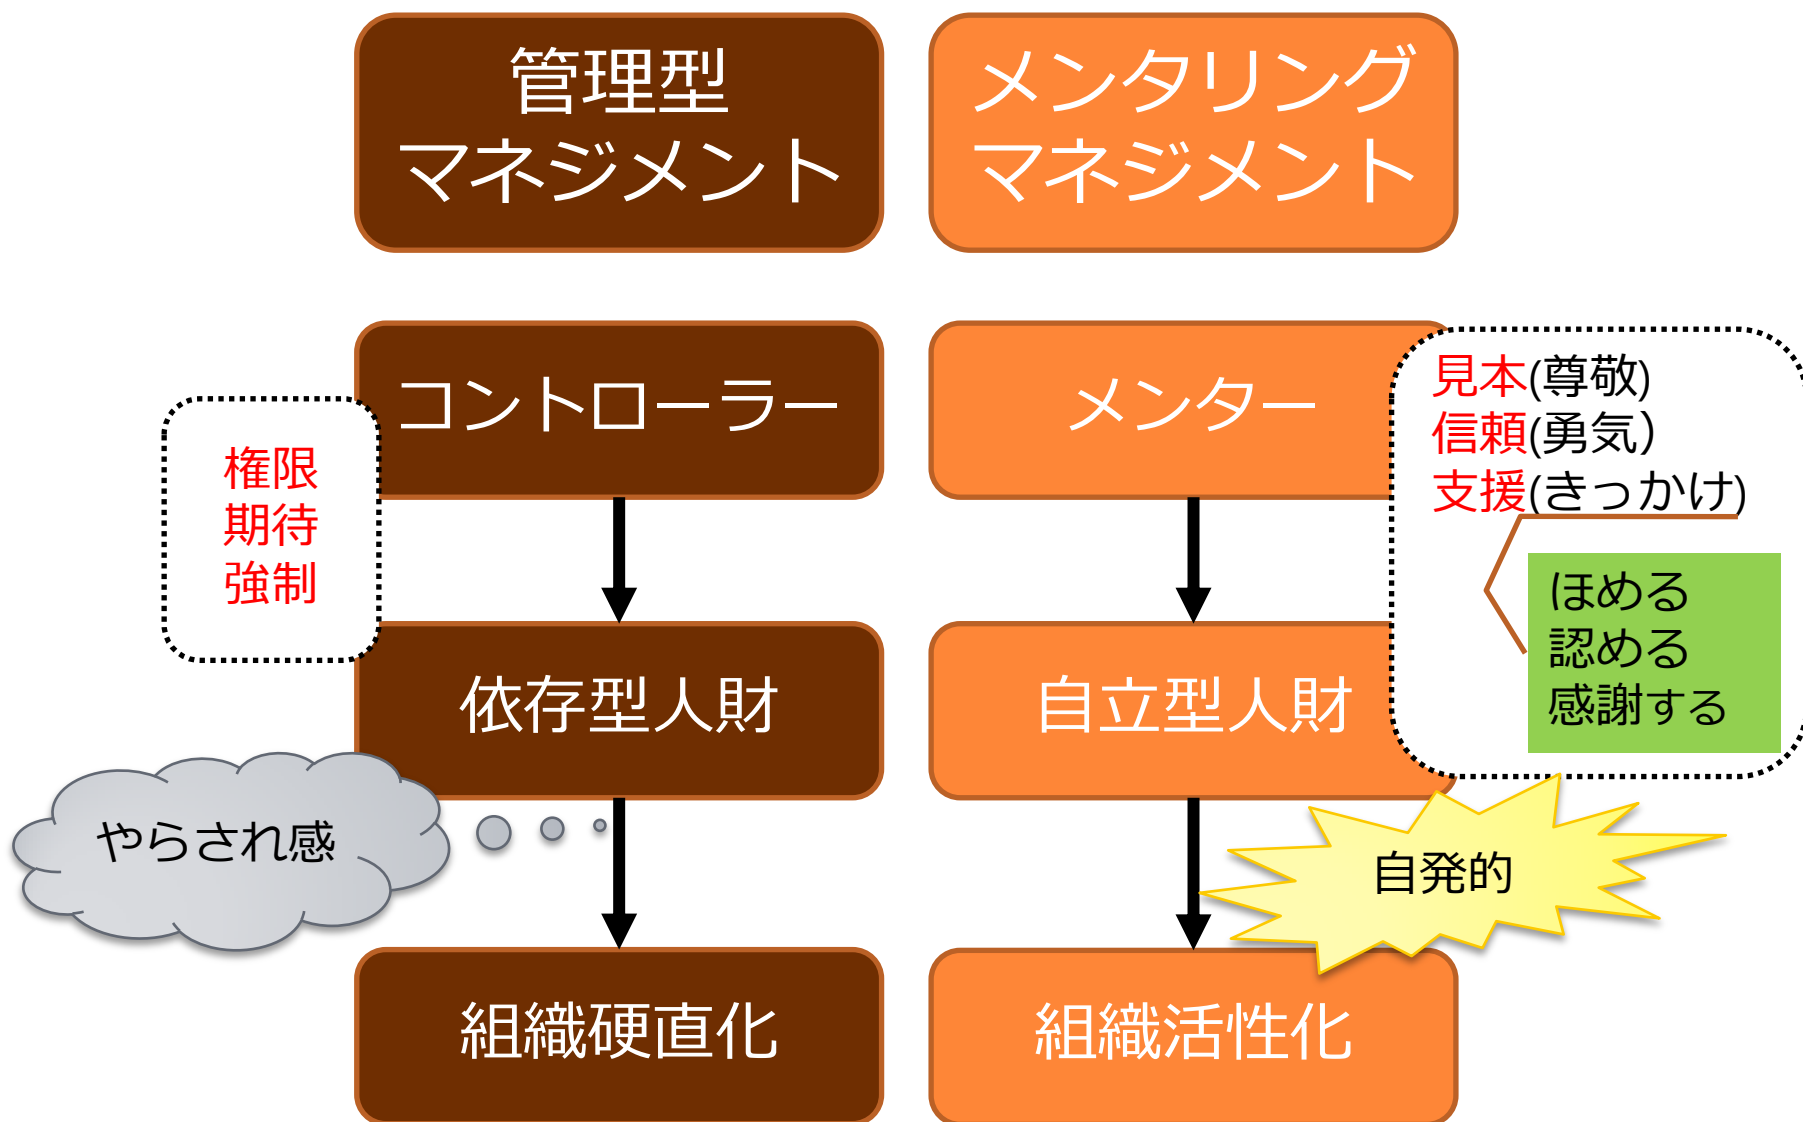 管理型
マネジメント
メンタリング
マネジメント
コントローラー
メンター
権限
期待
強制
見本(尊敬)
信頼(勇気）
支援(きっかけ)
ほめる
認める
感謝する
依存型人財
自立型人財
やらされ感
自発的
組織硬直化
組織活性化